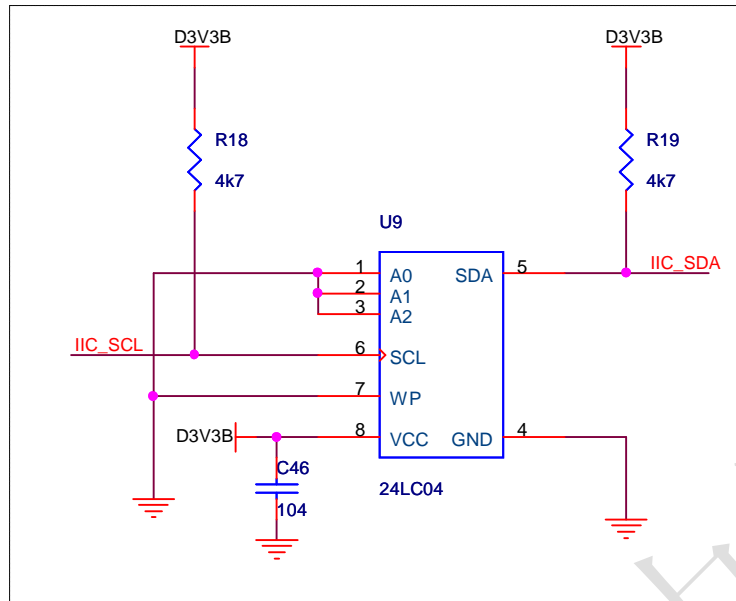 D3V3B
D3V3B
R18
4k7
R19
4k7
U9
1
A0
2
A1
3
A2
5
SDA
IIC_SDA
IIC_SCL
6
SCL
7
WP
D3V3B
8
VCC
4
GND
C46
104
24LC04